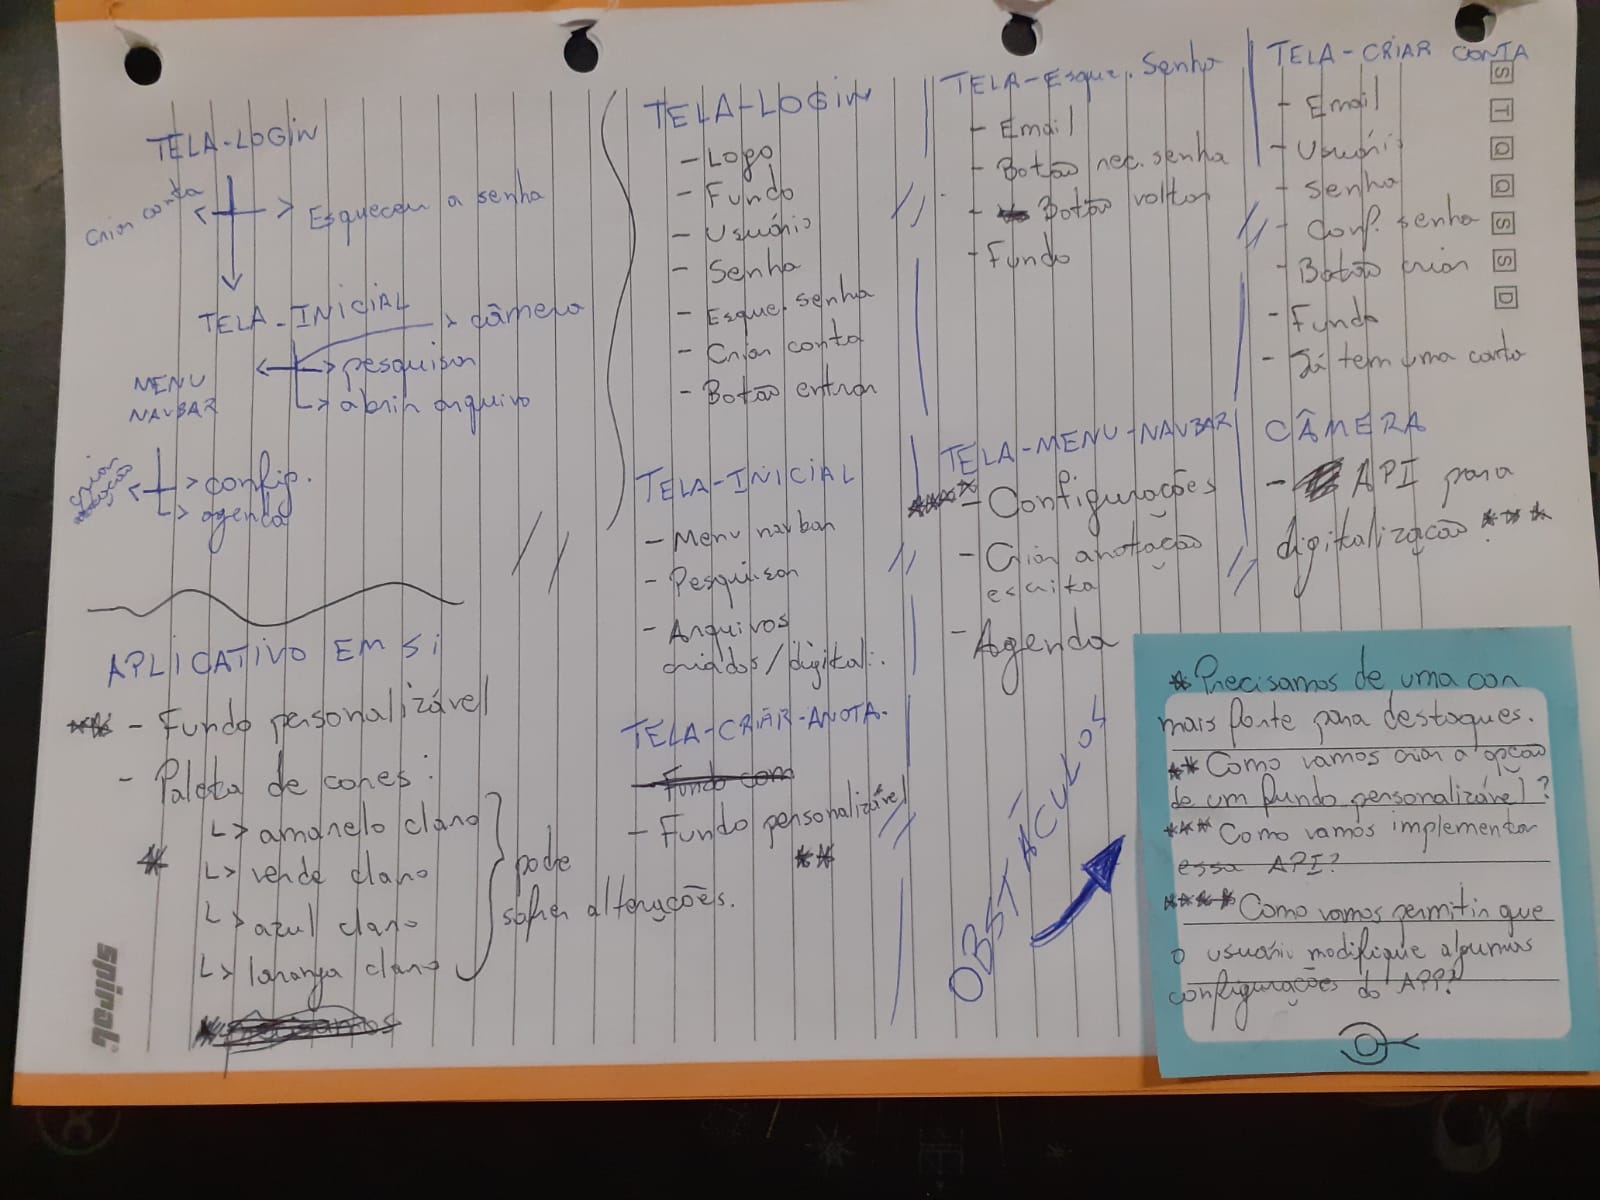 TELA-LOGIN
Criar conta
Esqueceu a senha
TELA-INICIAL
câmera
pesquisar
abrir arquivo
MENU
NAVBAR
criar
config.
agenda
APLICATIVO EM SI
** - Fundo personalizável
- Paleta de cores:
↳ amarelo claro
* ↳ verde claro
↳ azul claro
↳ laranja claro
pode
sofrer alterações.
spiral
TELA-LOGIN
- Logo
- Fundo
- Usuário
- Senha
- Esque. senha
- Criar conta
- Botão entrar
TELA-INICIAL
- Menu navbar
- Pesquisar
- Arquivos
criados/digitali.
TELA-CRIAR-ANOTA.
Fundo com
- Fundo personalizável
**
TELA-Esque. Senha
- Email
- Botão rec. senha
- Botão voltar
- Fundo
TELA-MENU-NAVBAR
**** - Configurações
- Criar anotação
escrita
- Agenda
TELA-CRIAR CONTA
- Email
- Usuário
- Senha
- Conf. senha
- Botão criar
- Fundo
- Já tem uma conta
S
T
Q
Q
S
S
D
CÂMERA
- API para
digitalização ***
OBSTÁCULOS
* Precisamos de uma cor
mais forte para destaques.
** Como vamos criar a opção
de um fundo personalizável?
*** Como vamos implementar
essa API?
**** Como vamos permitir que
o usuário modifique algumas
configurações do APP?